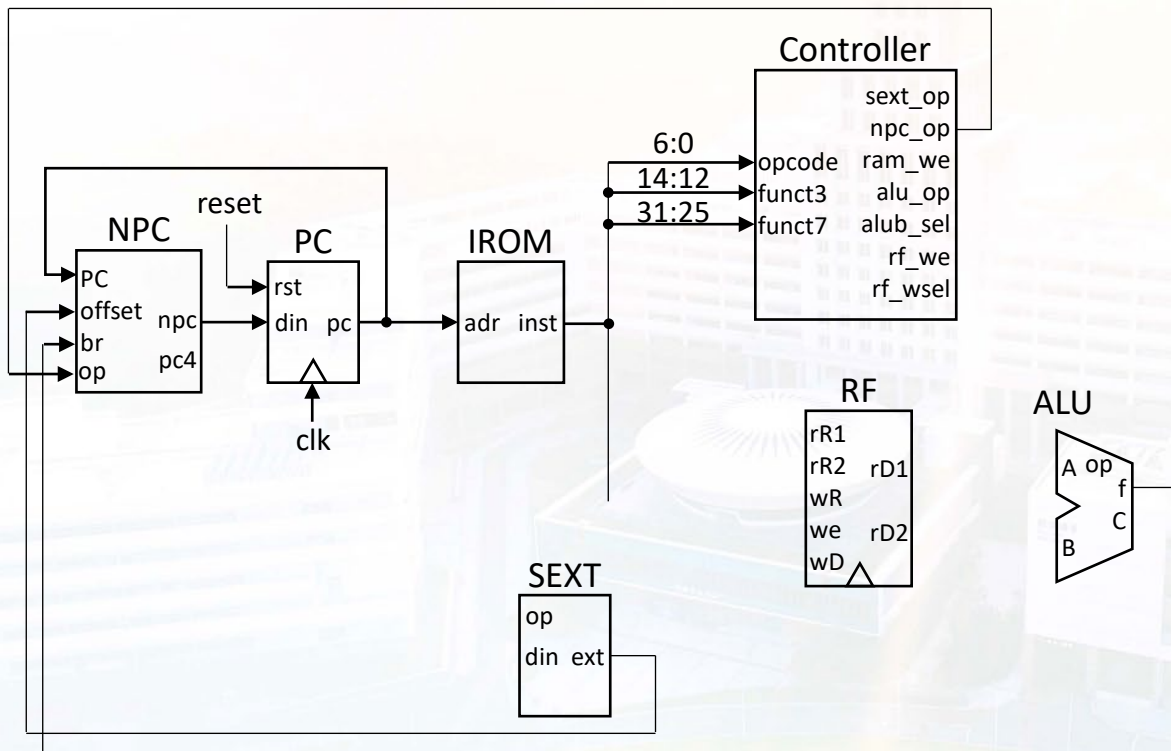 Controller
sext_op
npc_op
ram_we
alu_op
alub_sel
rf_we
rf_wsel
6:0
opcode
14:12
funct3
31:25
funct7
reset
NPC
PC
offset
br
op
npc
pc4
PC
rst
din
pc
clk
IROM
adr
inst
RF
rR1
rR2
wR
we
wD
rD1
rD2
ALU
A
op
f
C
B
SEXT
op
din
ext